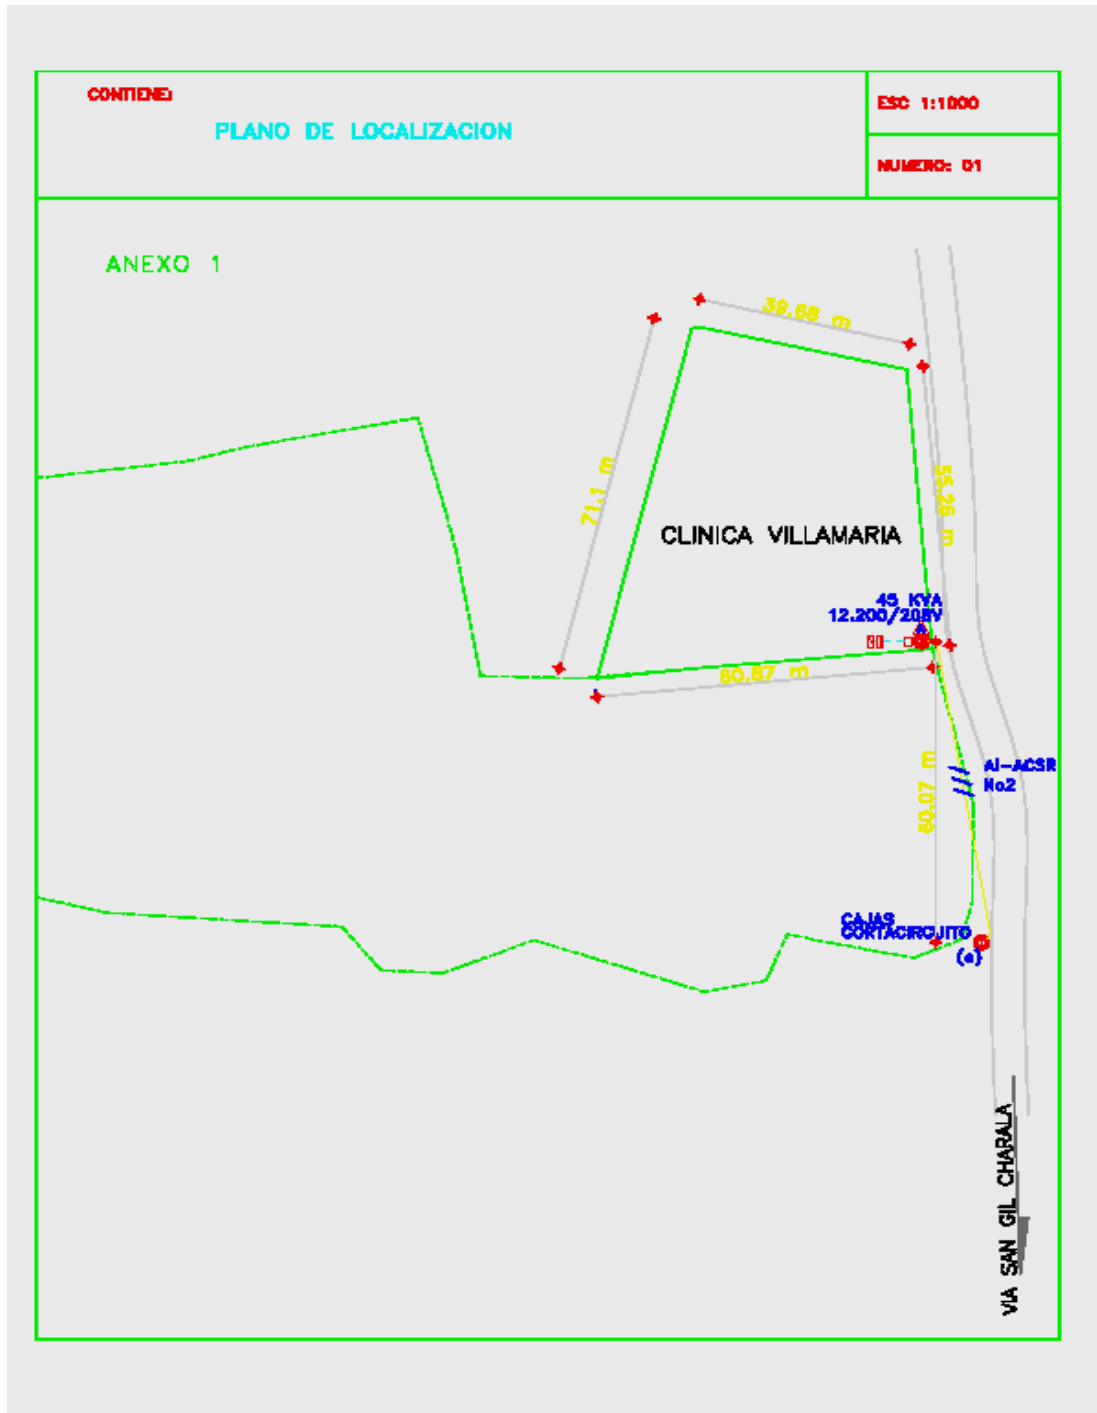 CONTIENE:
PLANO DE LOCALIZACION
ESC 1:1000
NUMERO: 01
ANEXO 1
39.68 m
71.1 m
55.26 m
CLINICA VILLAMARIA
45 KVA
12.200/208V
60.67 m
Al-ACSR
No2
60.07 m
CAJAS
CORTACIRCUITO
(e)
VIA SAN GIL CHARALA